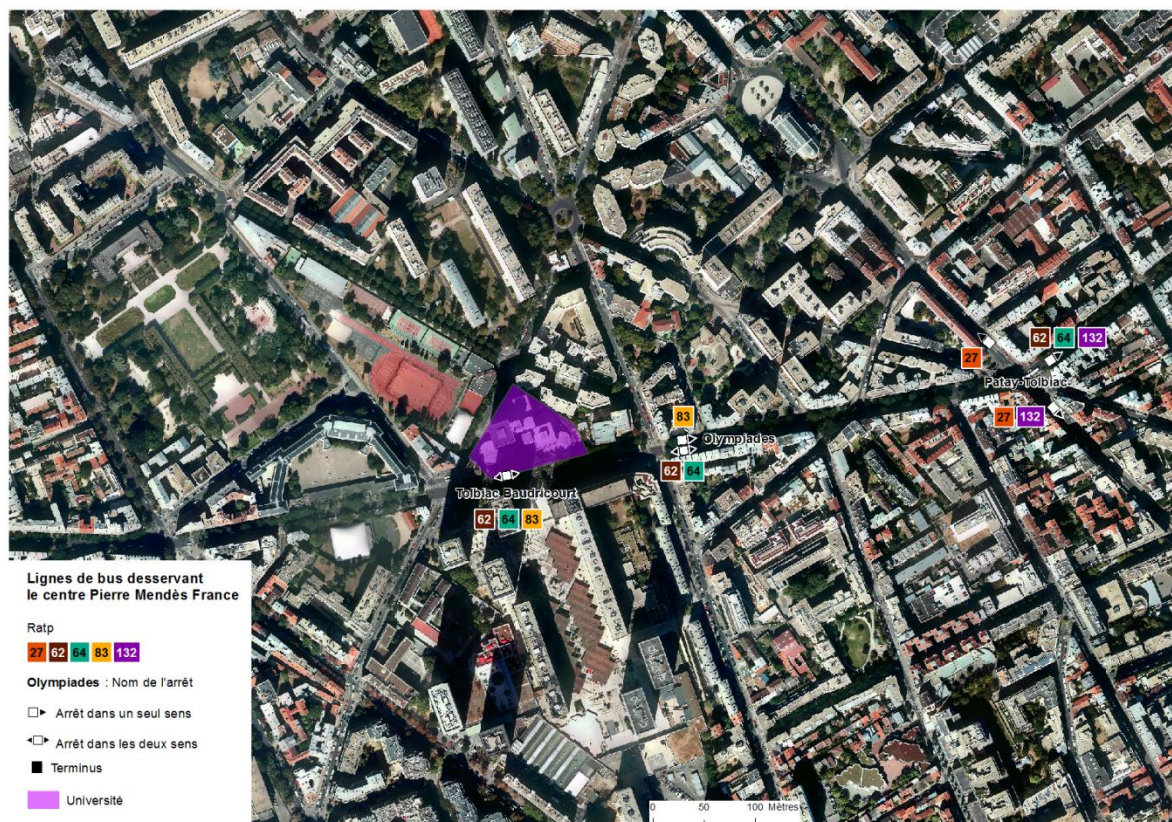 62 64 132
27
Patay-Tolbiac
83
27 132
Olympiades
62 64
Tolbiac Baudricourt
62 64 83
Lignes de bus desservant
le centre Pierre Mendès France
Ratp
27 62 64 83 132
Olympiades : Nom de l'arrêt
Arrêt dans un seul sens
Arrêt dans les deux sens
Terminus
Université
0 50 100 Mètres